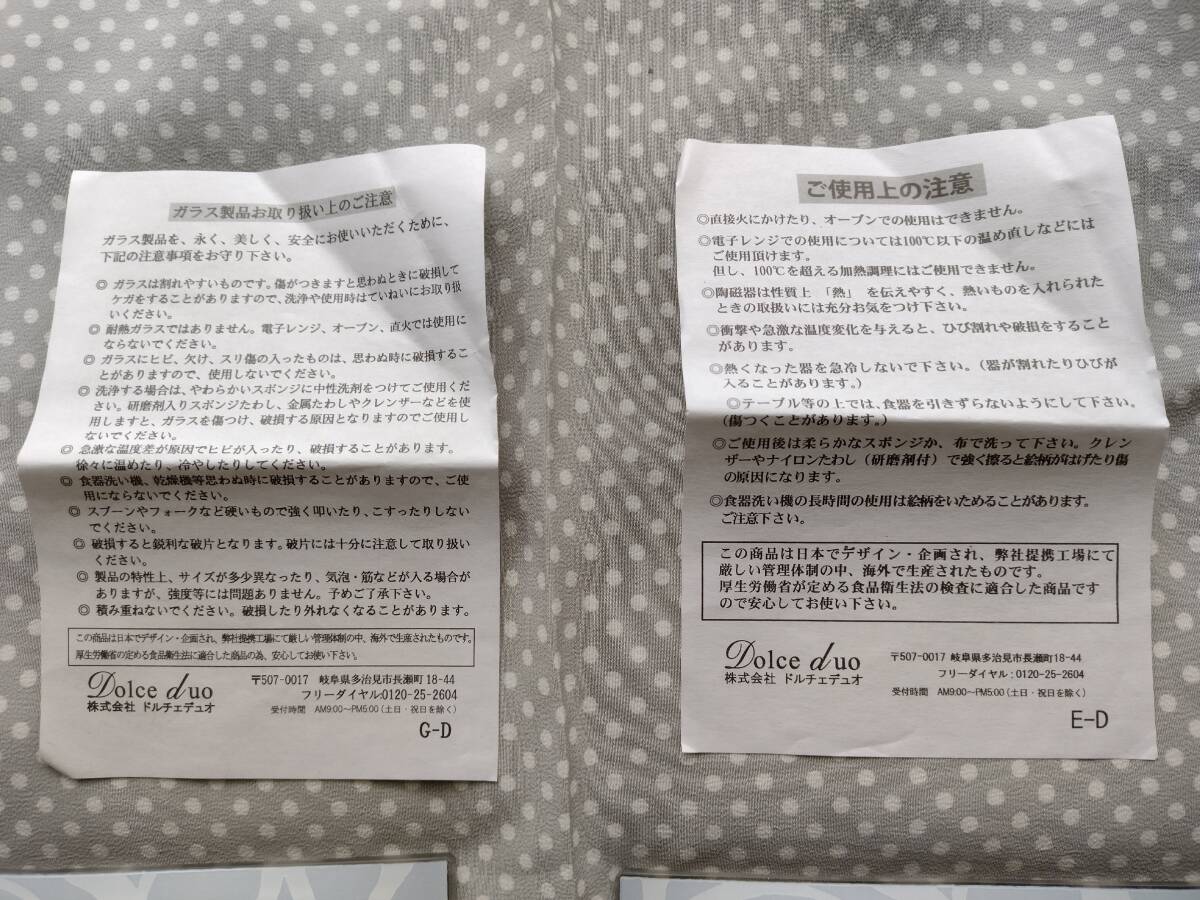 ガラス製品お取り扱い上のご注意
ガラス製品を、永く、美しく、安全にお使いいただくために、
下記の注意事項をお守り下さい。
◎ ガラスは割れやすいものです。傷がつきますと思わぬときに破損して
ケガをすることがありますので、洗浄や使用時はていねいにお取り扱
いください。
◎ 耐熱ガラスではありません。電子レンジ、オーブン、直火では使用に
ならないでください。
◎ ガラスにヒビ、欠け、スリ傷の入ったものは、思わぬ時に破損するこ
とがありますので、使用しないでください。
◎ 洗浄する場合は、やわらかいスポンジに中性洗剤をつけてご使用くだ
さい。研磨剤入りスポンジたわし、金属たわしやクレンザーなどを使
用しますと、ガラスを傷つけ、破損する原因となりますのでご使用し
ないでください。
◎ 急激な温度差が原因でヒビが入ったり、破損することがあります。
徐々に温めたり、冷やしたりしてください。
◎ 食器洗い機、乾燥機等思わぬ時に破損することがありますので、ご使
用にならないでください。
◎ スプーンやフォークなど硬いもので強く叩いたり、こすったりしない
でください。
◎ 破損すると鋭利な破片となります。破片には十分に注意して取り扱い
ください。
◎ 製品の特性上、サイズが多少異なったり、気泡・筋などが入る場合が
ありますが、強度等には問題ありません。予めご了承下さい。
◎ 積み重ねないでください。破損したり外れなくなることがあります。
この商品は日本でデザイン・企画され、弊社提携工場にて厳しい管理体制の中、海外で生産されたものです。
厚生労働省の定める食品衛生法に適合した商品の為、安心してお使い下さい。
Dolce duo
株式会社 ドルチェデュオ
〒507-0017 岐阜県多治見市長瀬町18-44
フリーダイヤル:0120-25-2604
受付時間 AM9:00〜PM5:00(土日・祝日を除く)
G-D
ご使用上の注意
◎直接火にかけたり、オーブンでの使用はできません。
◎電子レンジでの使用については100℃以下の温め直しなどには
ご使用頂けます。
但し、100℃を超える加熱調理にはご使用できません。
◎陶磁器は性質上 「熱」 を伝えやすく、熱いものを入れられた
ときの取扱いには充分お気をつけ下さい。
◎衝撃や急激な温度変化を与えると、ひび割れや破損をすること
があります。
◎熱くなった器を急冷しないで下さい。(器が割れたりひびが
入ることがあります。)
◎テーブル等の上では、食器を引きずらないようにして下さい。
(傷つくことがあります。)
◎ご使用後は柔らかなスポンジか、布で洗って下さい。クレン
ザーやナイロンたわし(研磨剤付)で強く擦ると絵柄がはげたり傷
の原因になります。
◎食器洗い機の長時間の使用は絵柄をいためることがあります。
ご注意下さい。
この商品は日本でデザイン・企画され、弊社提携工場にて
厳しい管理体制の中、海外で生産されたものです。
厚生労働省が定める食品衛生法の検査に適合した商品です
ので安心してお使い下さい。
Dolce duo
株式会社 ドルチェデュオ
〒507-0017 岐阜県多治見市長瀬町18-44
フリーダイヤル:0120-25-2604
受付時間 AM9:00〜PM5:00(土日・祝日を除く)
E-D